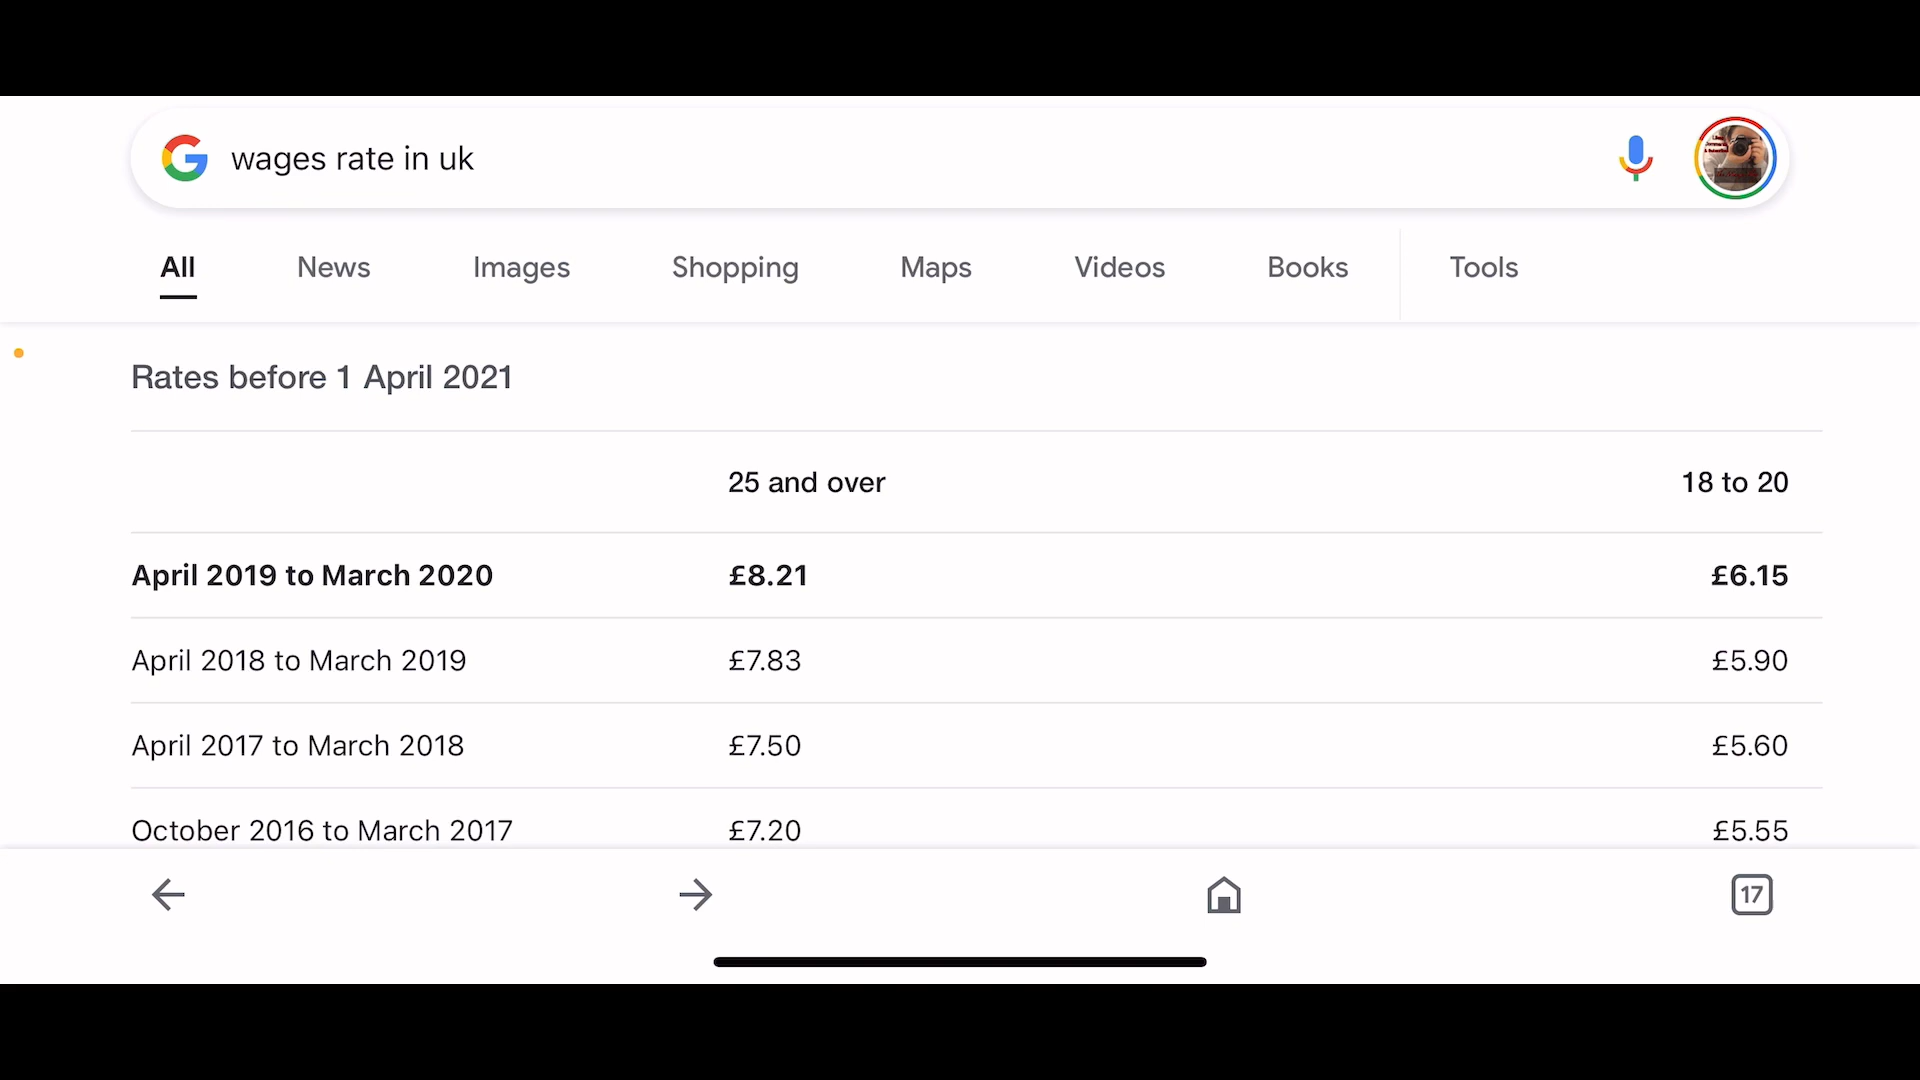 wages rate in uk
All News Images Shopping Maps Videos Books Tools
Rates before 1 April 2021
25 and over 18 to 20
April 2019 to March 2020 £8.21 £6.15
April 2018 to March 2019 £7.83 £5.90
April 2017 to March 2018 £7.50 £5.60
October 2016 to March 2017 £7.20 £5.55
17